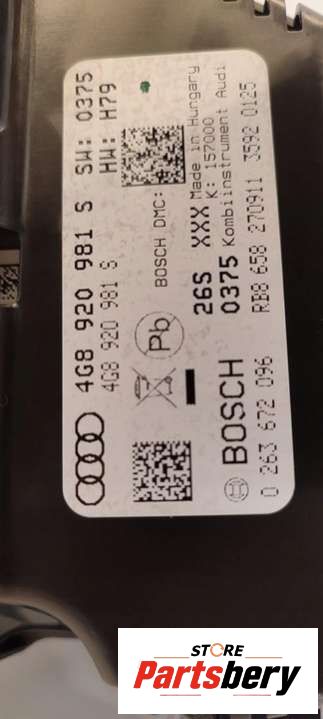 4G8 920 981 S SW: 0375
4G8 920 981 S HW: H79
Pb
BOSCH DMC:
26S XXX Made in Hungary
K: 157000
0375 Kombiinstrument Audi
BOSCH RB8 658 270911 3592 0125
0 263 672 096
STORE
Partsbery